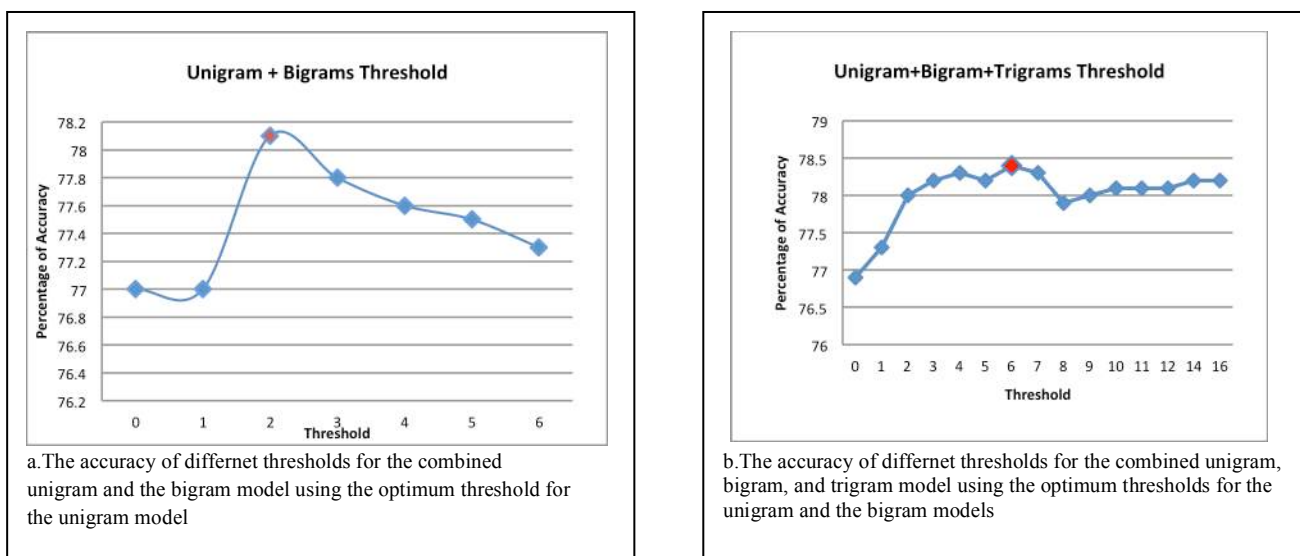 Unigram + Bigrams Threshold
Percentage of Accuracy
78.2
78
77.8
77.6
77.4
77.2
77
76.8
76.6
76.4
76.2
0 1 2 3 4 5 6
Threshold
a.The accuracy of differnet thresholds for the combined
unigram and the bigram model using the optimum threshold for
the unigram model
Unigram+Bigram+Trigrams Threshold
Percentage of Accuracy
79
78.5
78
77.5
77
76.5
76
0 1 2 3 4 5 6 7 8 9 10 11 12 14 16
Threshold
b.The accuracy of differnet thresholds for the combined unigram,
bigram, and trigram model using the optimum thresholds for the
unigram and the bigram models